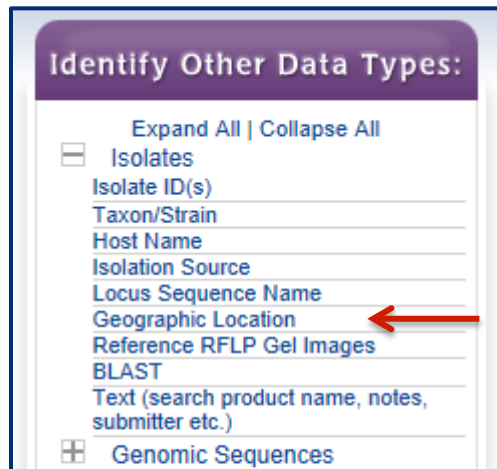 Identify Other Data Types:
Expand All | Collapse All
Isolates
Isolate ID(s)
Taxon/Strain
Host Name
Isolation Source
Locus Sequence Name
Geographic Location
Reference RFLP Gel Images
BLAST
Text (search product name, notes,
submitter etc.)
Genomic Sequences